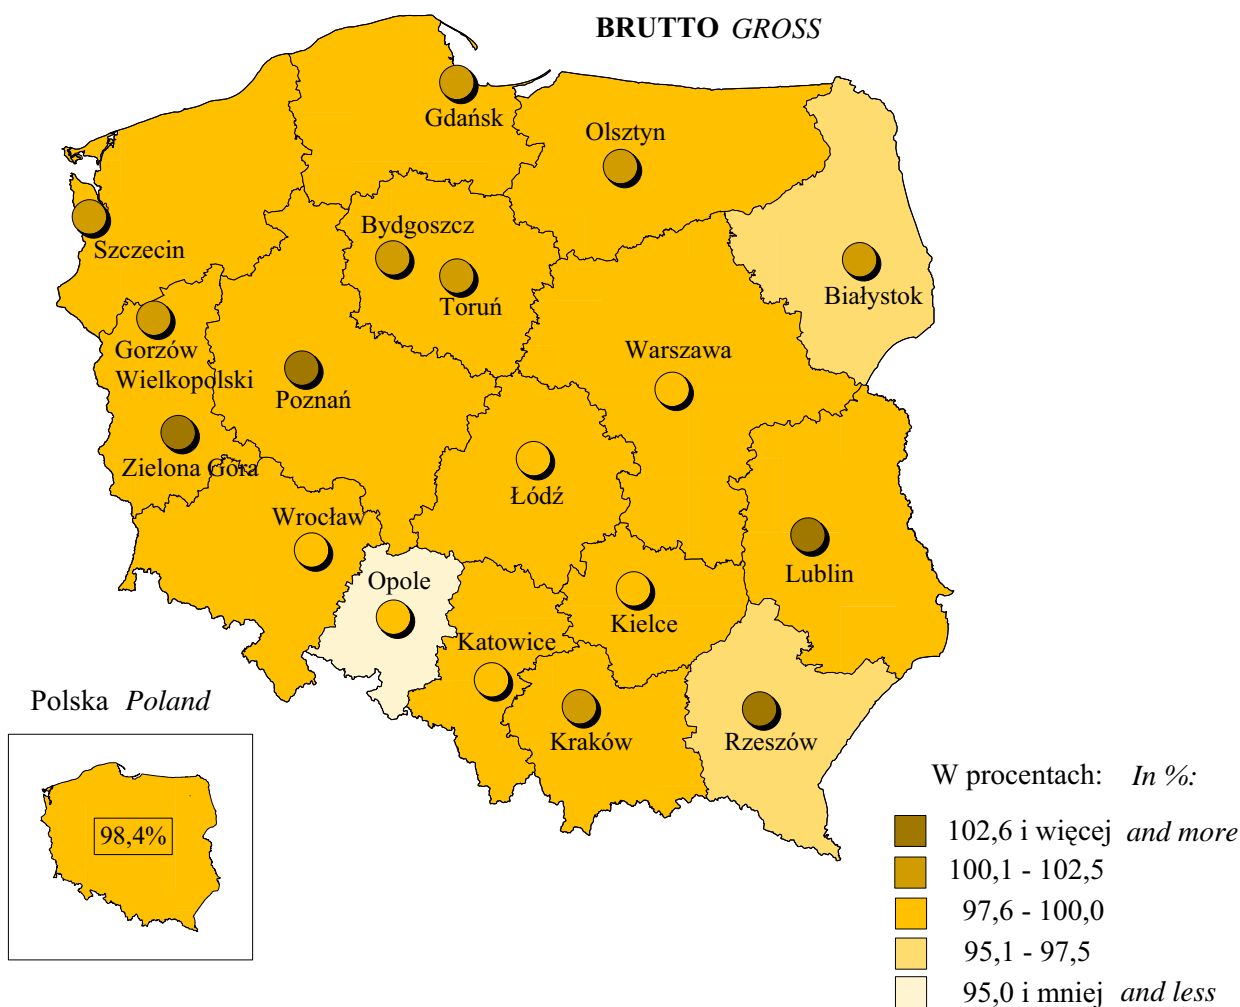 BRUTTO GROSS
Gdańsk
Olsztyn
Bydgoszcz
Szczecin
Toruń
Białystok
Gorzów
Wielkopolski
Warszawa
Poznań
Zielona Góra
Łódź
Wrocław
Lublin
Opole
Kielce
Katowice
Kraków
Rzeszów
Polska Poland
98,4%
W procentach: In %:
102,6 i więcej and more
100,1 - 102,5
97,6 - 100,0
95,1 - 97,5
95,0 i mniej and less